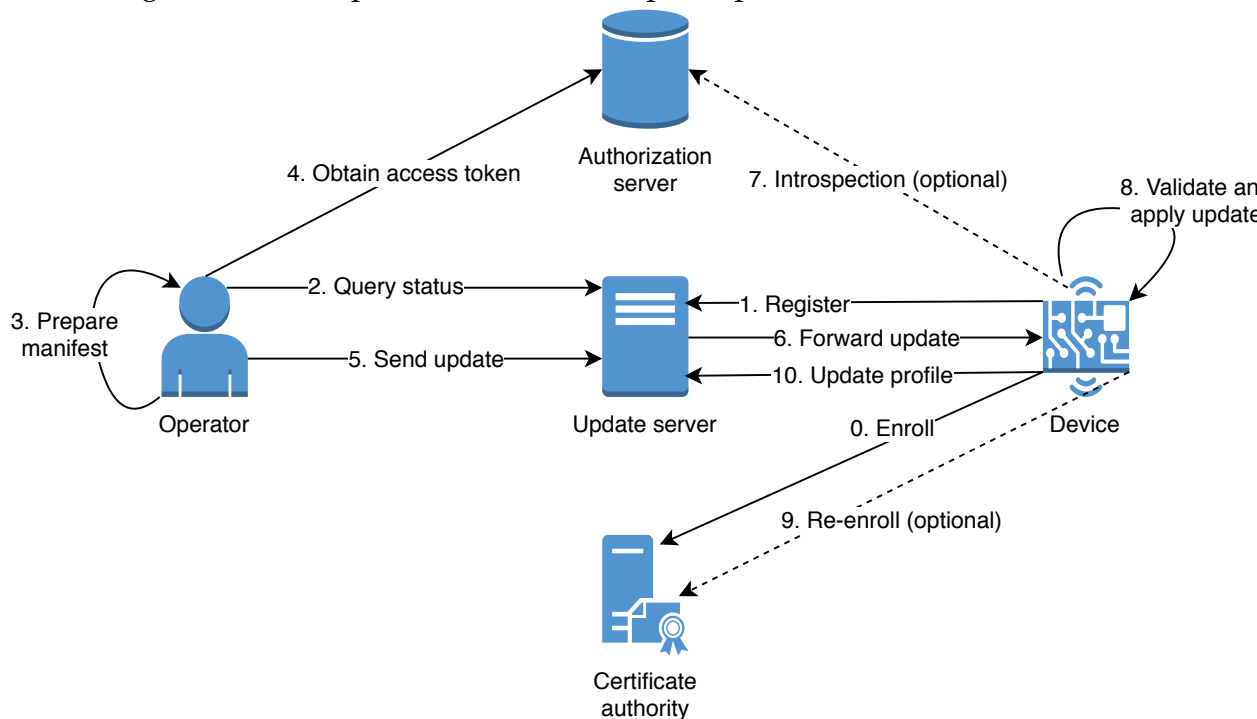 Authorization
server
4. Obtain access token
7. Introspection (optional)
8. Validate an
apply update
2. Query status
1. Register
3. Prepare
manifest
6. Forward update
5. Send update
10. Update profile
Operator
Update server
0. Enroll
Device
9. Re-enroll (optional)
Certificate
authority